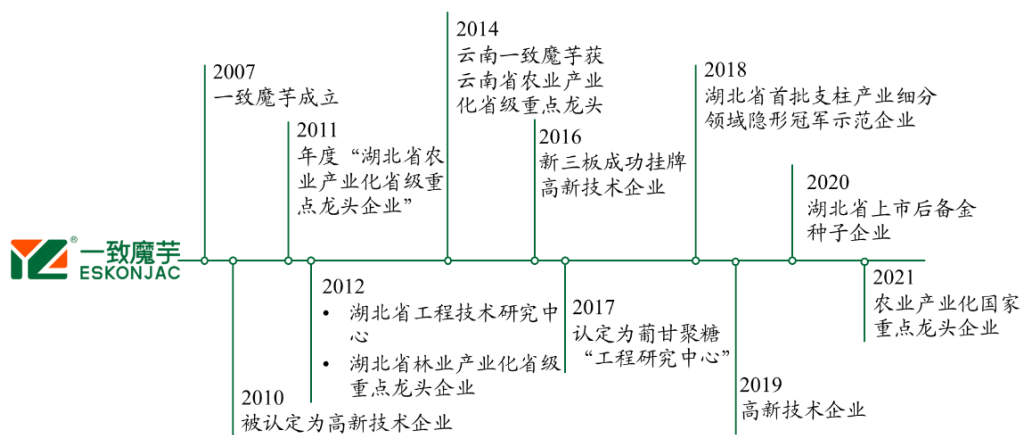 一致魔芋®
ESKONJAC
2007
一致魔芋成立
2010
被认定为高新技术企业
2011
年度“湖北省农
业产业化省级重
点龙头企业”
2012
• 湖北省工程技术研究中
心
• 湖北省林业产业化省级
重点龙头企业
2014
云南一致魔芋获
云南省农业产业
化省级重点龙头
2016
新三板成功挂牌
高新技术企业
2017
认定为葡甘聚糖
“工程研究中心”
2018
湖北省首批支柱产业细分
领域隐形冠军示范企业
2019
高新技术企业
2020
湖北省上市后备金
种子企业
2021
农业产业化国家
重点龙头企业